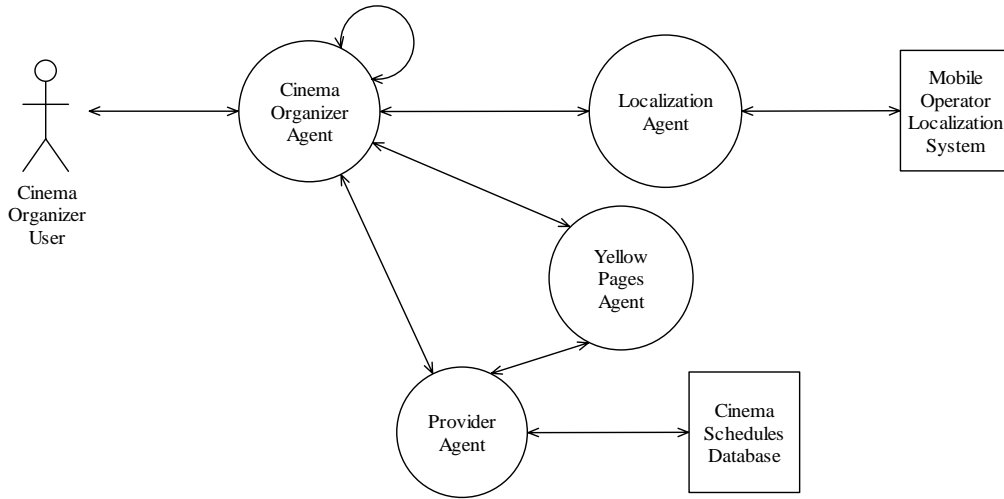 Cinema
Organizer
Agent
Localization
Agent
Mobile
Operator
Localization
System
Cinema
Organizer
User
Yellow
Pages
Agent
Provider
Agent
Cinema
Schedules
Database